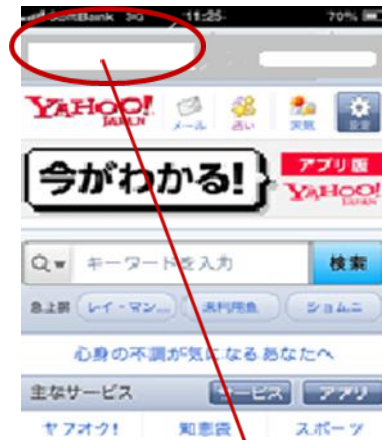 SoftBank 3G 11:25 70%
YAHOO! JAPAN メール 占い 天気 設定
今がわかる! アプリ版 YAHOO! JAPAN
キーワードを入力 検索
急上昇 レイ・マン... 未利用魚 ショムニ
心身の不調が気になるあなたへ
主なサービス サービス アプリ
ヤフオク! 知恵袋 スポーツ